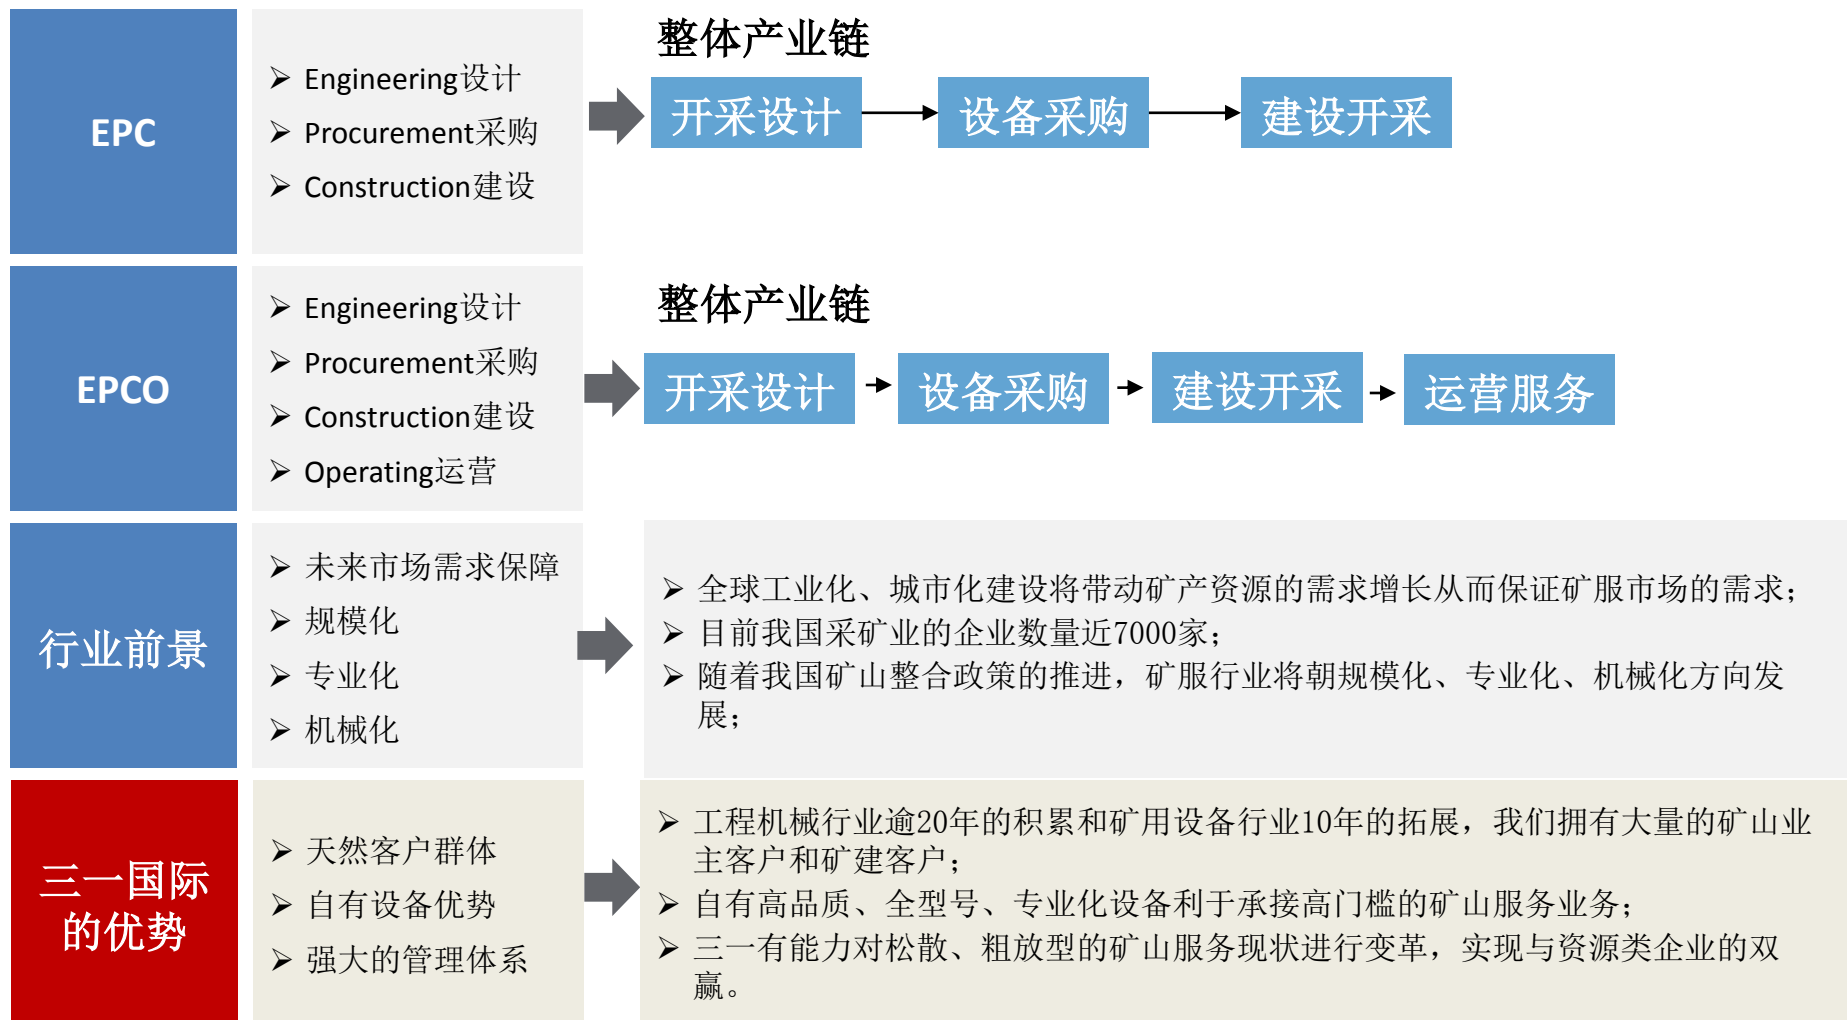 EPC
➢ Engineering设计
➢ Procurement采购
➢ Construction建设
整体产业链
开采设计
设备采购
建设开采
EPCO
➢ Engineering设计
➢ Procurement采购
➢ Construction建设
➢ Operating运营
整体产业链
开采设计
设备采购
建设开采
运营服务
行业前景
➢ 未来市场需求保障
➢ 规模化
➢ 专业化
➢ 机械化
➢ 全球工业化、城市化建设将带动矿产资源的需求增长从而保证矿服市场的需求；
➢ 目前我国采矿业的企业数量近7000家；
➢ 随着我国矿山整合政策的推进，矿服行业将朝规模化、专业化、机械化方向发
展；
三一国际
的优势
➢ 天然客户群体
➢ 自有设备优势
➢ 强大的管理体系
➢ 工程机械行业逾20年的积累和矿用设备行业10年的拓展，我们拥有大量的矿山业
主客户和矿建客户；
➢ 自有高品质、全型号、专业化设备利于承接高门槛的矿山服务业务；
➢ 三一有能力对松散、粗放型的矿山服务现状进行变革，实现与资源类企业的双
赢。